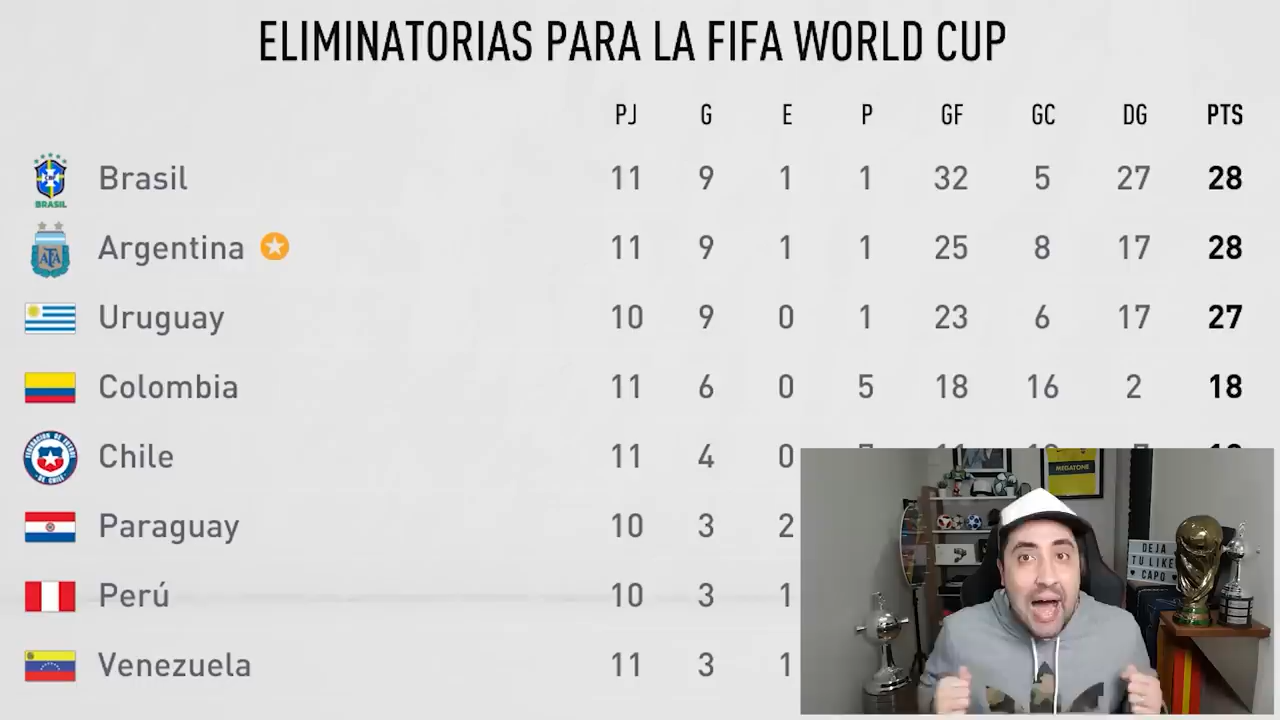 ELIMINATORIAS PARA LA FIFA WORLD CUP
PJ G E P GF GC DG PTS
BRASIL
Brasil 11 9 1 1 32 5 27 28
AFA
Argentina 11 9 1 1 25 8 17 28
Uruguay 10 9 0 1 23 6 17 27
Colombia 11 6 0 5 18 16 2 18
Chile 11 4 0
Paraguay 10 3 2
Perú 10 3 1
Venezuela 11 3 1
MEGATONE
DEJA
TU LIKE
CAPO